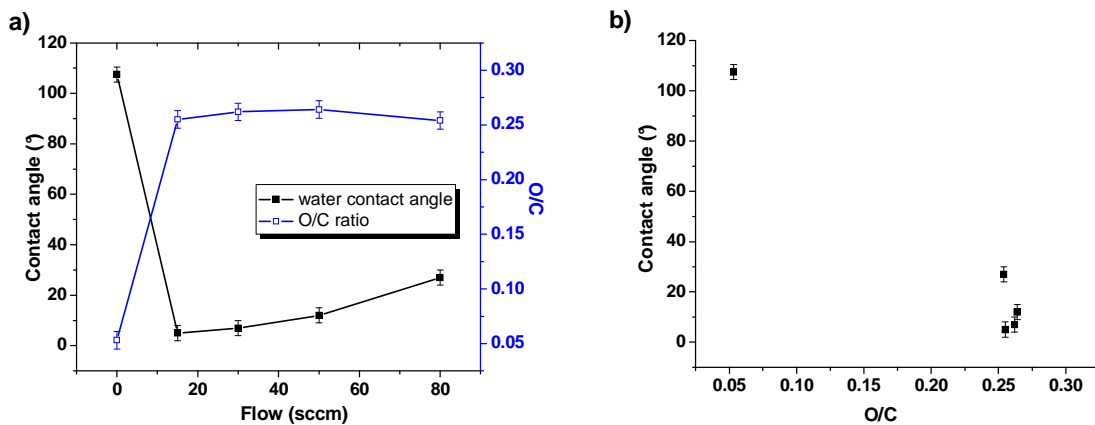 a)
120
100
80
60
40
20
0
Contact angle (°)
0 20 40 60 80
Flow (sccm)
0.30
0.25
0.20
0.15
0.10
0.05
O/C
water contact angle
O/C ratio
b)
120
100
80
60
40
20
0
Contact angle (°)
0.05 0.10 0.15 0.20 0.25 0.30
O/C